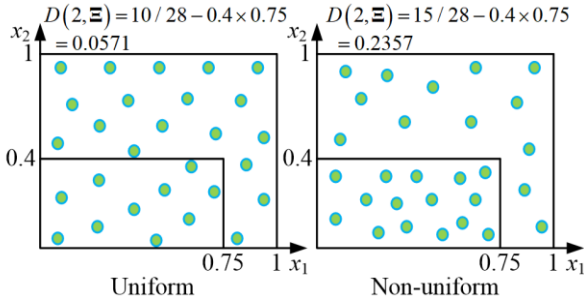 D(2,Ξ) = 10 / 28 − 0.4 × 0.75
= 0.0571
x₂
1
0.4
0.75
1
x₁
Uniform
D(2,Ξ) = 15 / 28 − 0.4 × 0.75
= 0.2357
x₂
1
0.4
0.75
1
x₁
Non-uniform